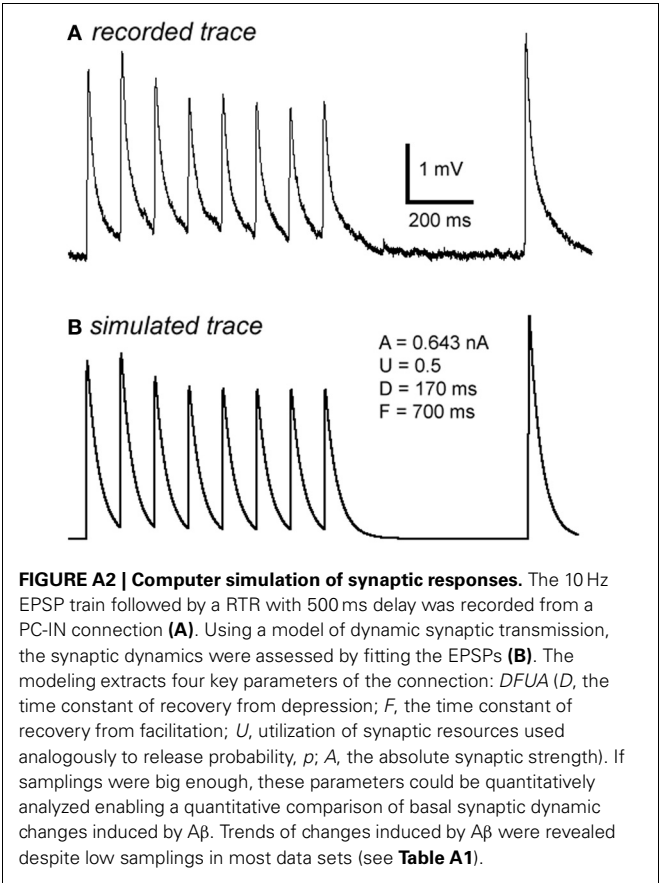 A recorded trace
1 mV
200 ms
B simulated trace
A = 0.643 nA
U = 0.5
D = 170 ms
F = 700 ms
FIGURE A2 | Computer simulation of synaptic responses. The 10 Hz
EPSP train followed by a RTR with 500 ms delay was recorded from a
PC-IN connection (A). Using a model of dynamic synaptic transmission,
the synaptic dynamics were assessed by fitting the EPSPs (B). The
modeling extracts four key parameters of the connection: DFUA (D, the
time constant of recovery from depression; F, the time constant of
recovery from facilitation; U, utilization of synaptic resources used
analogously to release probability, p; A, the absolute synaptic strength). If
samplings were big enough, these parameters could be quantitatively
analyzed enabling a quantitative comparison of basal synaptic dynamic
changes induced by Aβ. Trends of changes induced by Aβ were revealed
despite low samplings in most data sets (see Table A1).